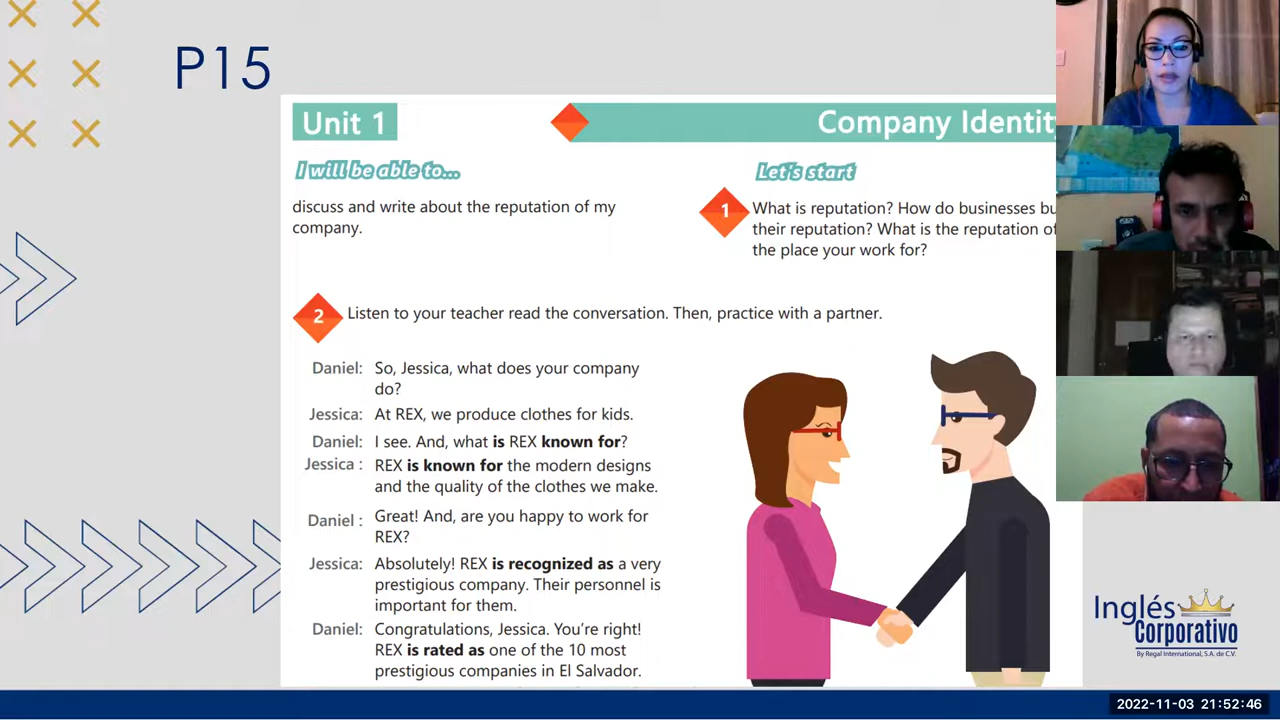 P15
Unit 1
Company Identity
I will be able to...
Let's start
discuss and write about the reputation of my
company.
1
What is reputation? How do businesses bu
their reputation? What is the reputation of
the place your work for?
2
Listen to your teacher read the conversation. Then, practice with a partner.
Daniel: So, Jessica, what does your company
do?
Jessica: At REX, we produce clothes for kids.
Daniel: I see. And, what is REX known for?
Jessica : REX is known for the modern designs
and the quality of the clothes we make.
Daniel : Great! And, are you happy to work for
REX?
Jessica: Absolutely! REX is recognized as a very
prestigious company. Their personnel is
important for them.
Daniel: Congratulations, Jessica. You're right!
REX is rated as one of the 10 most
prestigious companies in El Salvador.
Inglés
Corporativo
By Regal International, S.A. de C.V.
2022-11-03 21:52:46